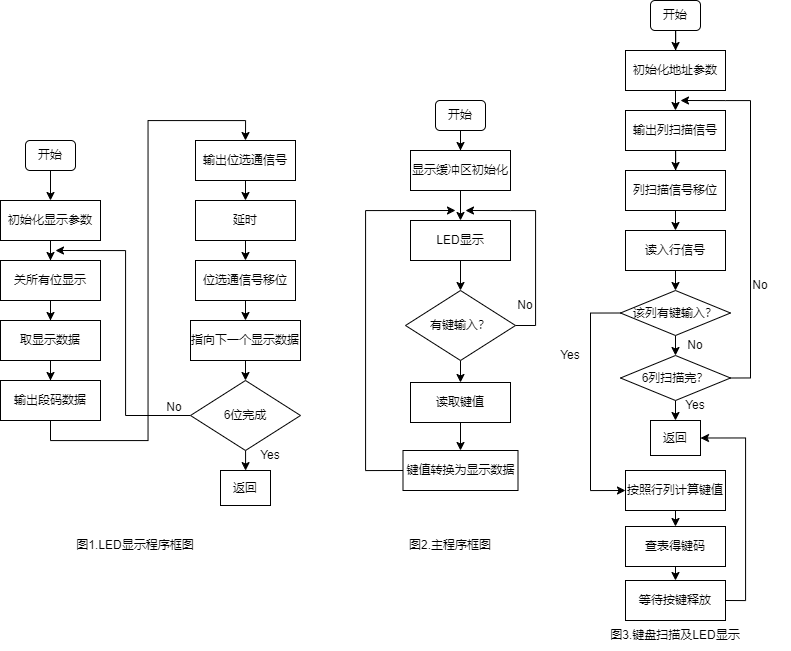 开始
初始化显示参数
关所有位显示
取显示数据
输出段码数据
输出位选通信号
延时
位选通信号移位
指向下一个显示数据
6位完成
No
Yes
返回
图1.LED显示程序框图
开始
显示缓冲区初始化
LED显示
有键输入?
No
读取键值
键值转换为显示数据
图2.主程序框图
开始
初始化地址参数
输出列扫描信号
列扫描信号移位
读入行信号
该列有键输入?
Yes
No
6列扫描完?
No
Yes
返回
按照行列计算键值
查表得键码
等待按键释放
图3.键盘扫描及LED显示